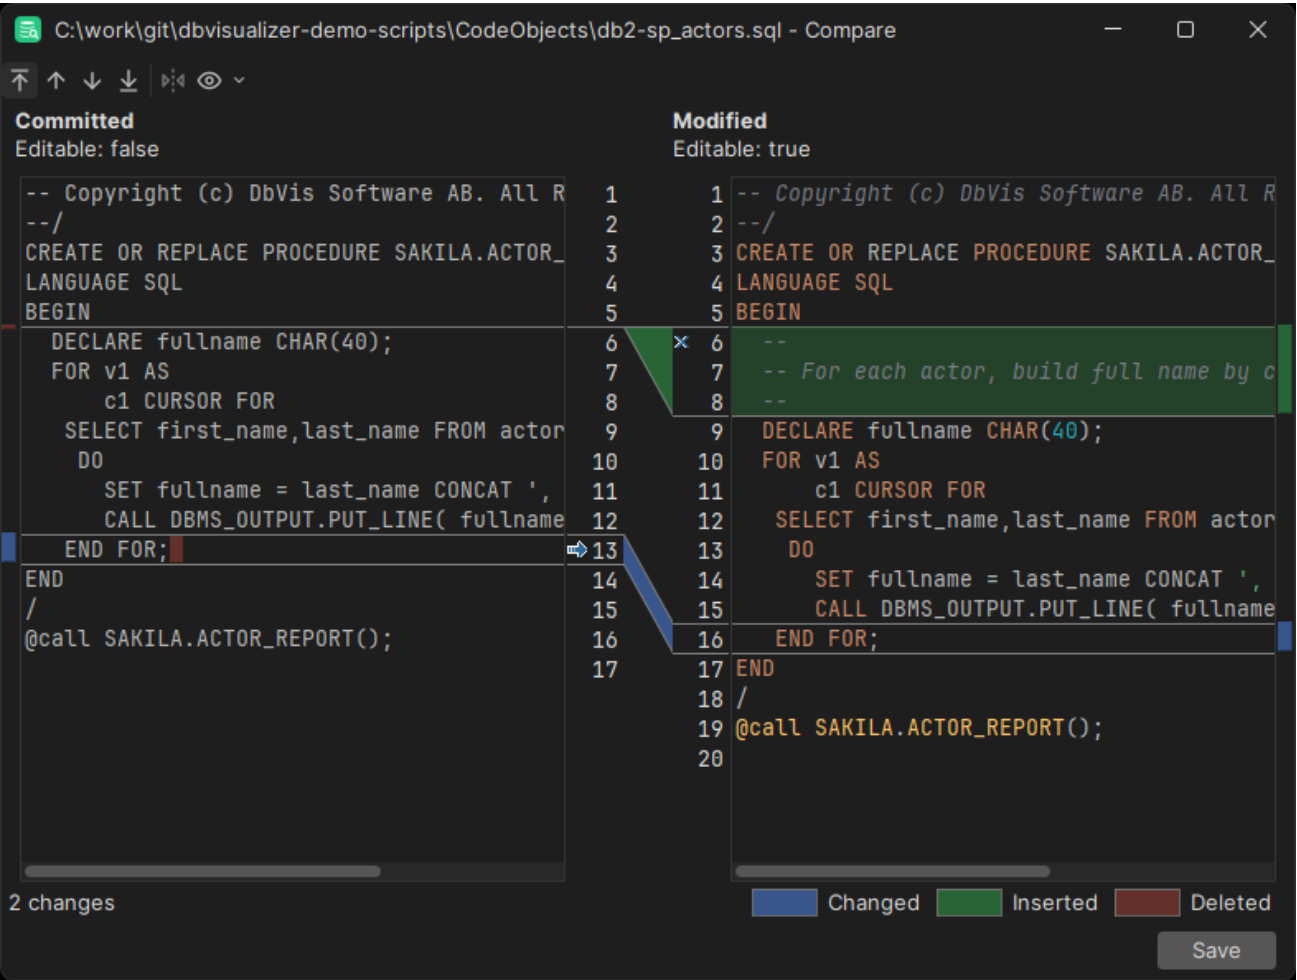 C:\work\git\dbvisualizer-demo-scripts\CodeObjects\db2-sp_actors.sql - Compare
Committed
Editable: false
-- Copyright (c) DbVis Software AB. All R 1
--/ 2
CREATE OR REPLACE PROCEDURE SAKILA.ACTOR_ 3
LANGUAGE SQL 4
BEGIN 5
DECLARE fullname CHAR(40); 6
FOR v1 AS 7
c1 CURSOR FOR 8
SELECT first_name,last_name FROM actor 9
DO 10
SET fullname = last_name CONCAT ', 11
CALL DBMS_OUTPUT.PUT_LINE( fullname 12
END FOR; 13
END 14
/ 15
@call SAKILA.ACTOR_REPORT(); 16
17
Modified
Editable: true
1 -- Copyright (c) DbVis Software AB. All R
2 --/
3 CREATE OR REPLACE PROCEDURE SAKILA.ACTOR_
4 LANGUAGE SQL
5 BEGIN
6 --
7 -- For each actor, build full name by c
8 --
9 DECLARE fullname CHAR(40);
10 FOR v1 AS
11 c1 CURSOR FOR
12 SELECT first_name,last_name FROM actor
13 DO
14 SET fullname = last_name CONCAT ',
15 CALL DBMS_OUTPUT.PUT_LINE( fullname
16 END FOR;
17 END
18 /
19 @call SAKILA.ACTOR_REPORT();
20
2 changes
Changed
Inserted
Deleted
Save